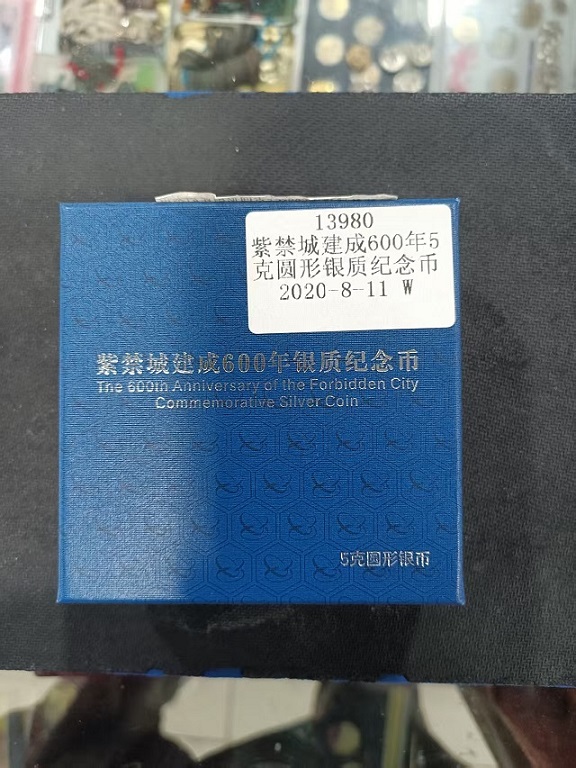 13980
紫禁城建成600年5
克圆形银质纪念币
2020-8-11 W
紫禁城建成600年银质纪念币
The 600th Anniversary of the Forbidden City
Commemorative Silver Coin
5克圆形银币